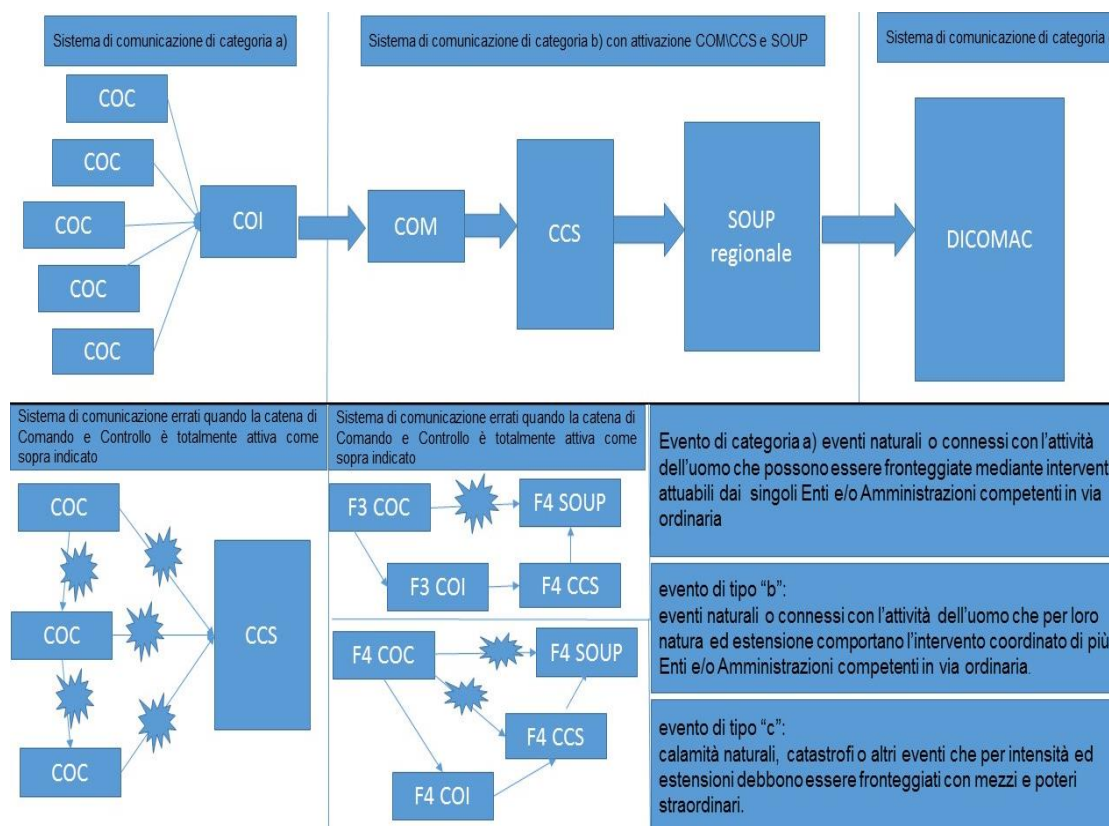 Sistema di comunicazione di categoria a)
Sistema di comunicazione di categoria b) con attivazione COM\CCS e SOUP
Sistema di comunicazione di categoria
COC
COC
COC
COC
COC
COI
COM
CCS
SOUP
regionale
DICOMAC
Sistema di comunicazione errati quando la catena di
Comando e Controllo è totalmente attiva come
sopra indicato
COC
COC
COC
CCS
Sistema di comunicazione errati quando la catena di
Comando e Controllo è totalmente attiva come
sopra indicato
F3 COC
F4 SOUP
F3 COI
F4 CCS
F4 COC
F4 SOUP
F4 CCS
F4 COI
Evento di categoria a) eventi naturali o connessi con l'attività
dell'uomo che possono essere fronteggiate mediante intervent
attuabili dai singoli Enti e/o Amministrazioni competenti in via
ordinaria
evento di tipo “b”:
eventi naturali o connessi con l'attività dell'uomo che per loro
natura ed estensione comportano l'intervento coordinato di più
Enti e/o Amministrazioni competenti in via ordinaria.
evento di tipo “c”:
calamità naturali, catastrofi o altri eventi che per intensità ed
estensioni debbono essere fronteggiati con mezzi e poteri
straordinari.